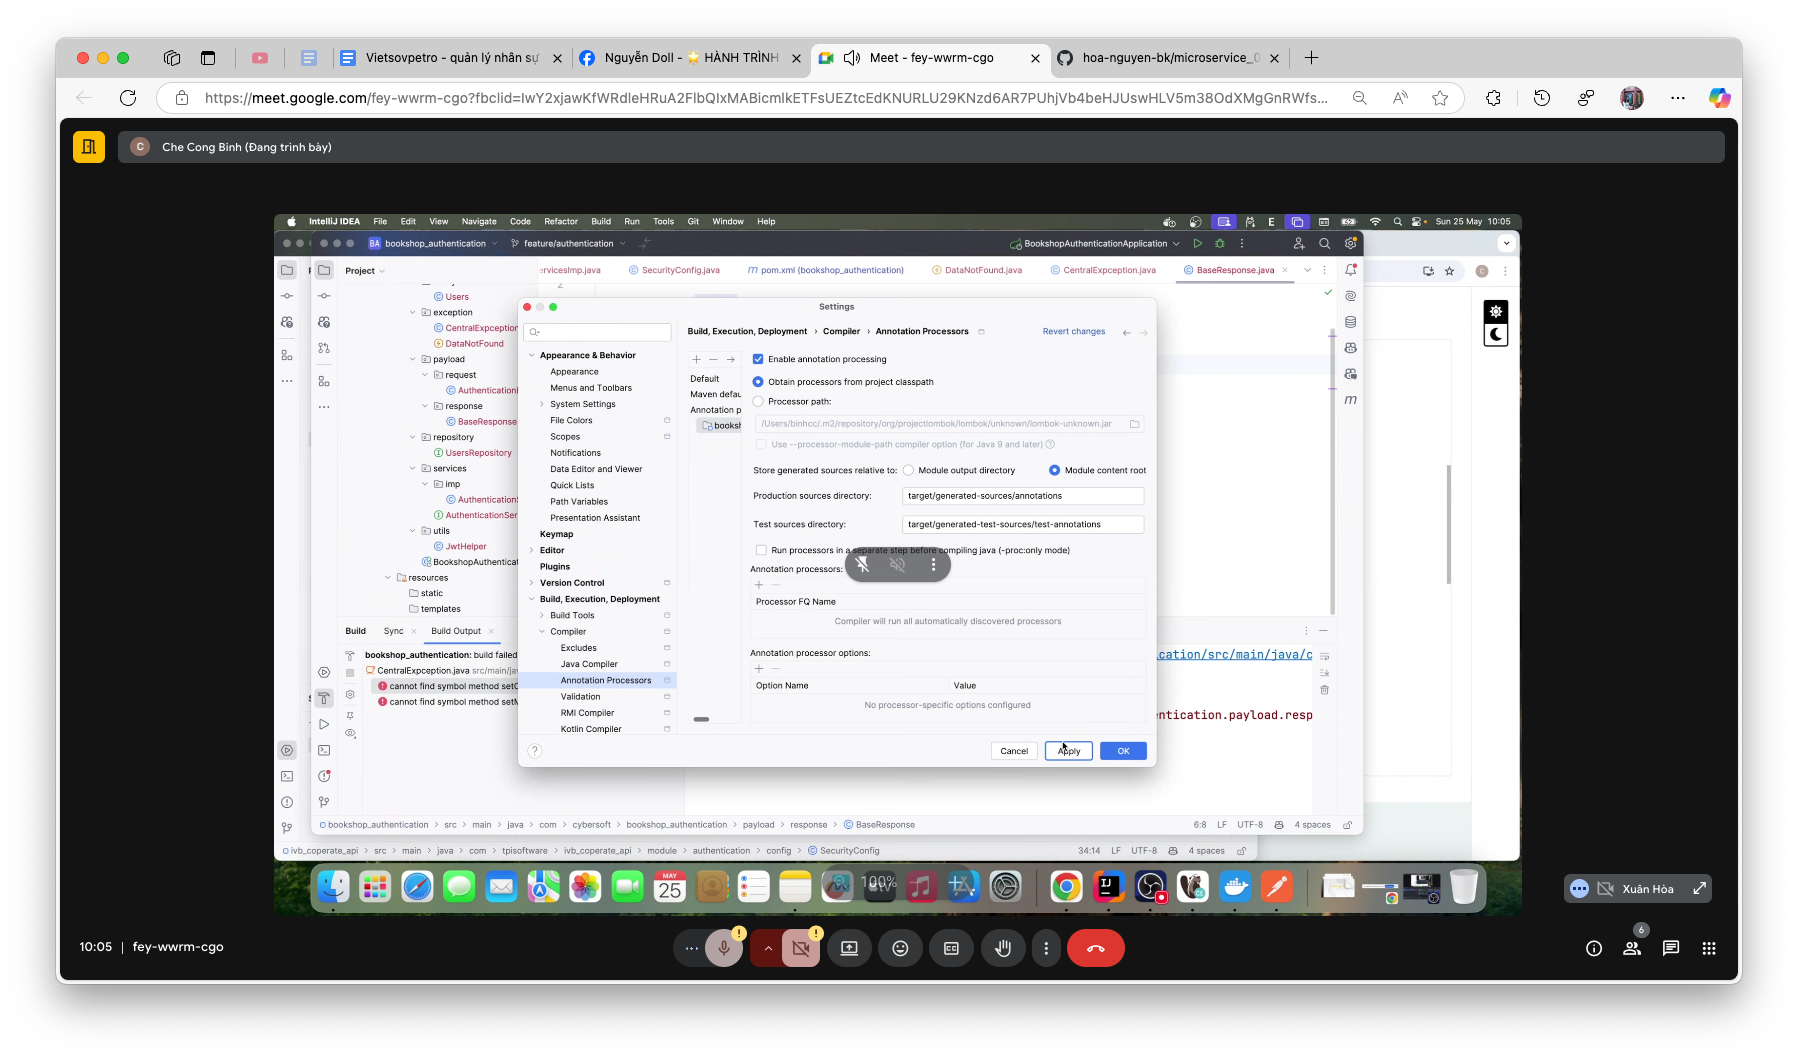 Vietsovpetro - quản lý nhân sự
Nguyễn Doll - ⭐ HÀNH TRÌNH
Meet - fey-wwrm-cgo
hoa-nguyen-bk/microservice_0
https://meet.google.com/fey-wwrm-cgo?fbclid=IwY2xjawKfWRdleHRuA2FlbQIxMABicmlkETFsUEZtcEdKNURLU29KNzd6AR7PUhjVb4beHJUswHLV5m38OdXMgGnRWfs...
C
Che Cong Binh (Đang trình bày)
IntelliJ IDEA File Edit View Navigate Code Refactor Build Run Tools Git Window Help
E
Sun 25 May 10:05
BA bookshop_authentication
feature/authentication
BookshopAuthenticationApplication
Project
ervicesImp.java
SecurityConfig.java
pom.xml (bookshop_authentication)
DataNotFound.java
CentralExpception.java
BaseResponse.java
2
Users
exception
CentralExpception
DataNotFound
payload
request
Authentication
response
BaseResponse
repository
UsersRepository
services
imp
Authentication
AuthenticationSer
utils
JwtHelper
BookshopAuthentica
resources
static
templates
Settings
Appearance & Behavior
Appearance
Menus and Toolbars
System Settings
File Colors
Scopes
Notifications
Data Editor and Viewer
Quick Lists
Path Variables
Presentation Assistant
Keymap
Editor
Plugins
Version Control
Build, Execution, Deployment
Build Tools
Compiler
Excludes
Java Compiler
Annotation Processors
Validation
RMI Compiler
Kotlin Compiler
Build, Execution, Deployment › Compiler › Annotation Processors
Revert changes
Default
Maven defau
Annotation p
booksh
Enable annotation processing
Obtain processors from project classpath
Processor path:
/Users/binhcc/.m2/repository/org/projectlombok/lombok/unknown/lombok-unknown.jar
Use --processor-module-path compiler option (for Java 9 and later)
Store generated sources relative to: Module output directory Module content root
Production sources directory: target/generated-sources/annotations
Test sources directory: target/generated-test-sources/test-annotations
Run processors in a separate step before compiling java (-proc:only mode)
Annotation processors:
Processor FQ Name
Compiler will run all automatically discovered processors
Annotation processor options:
Option Name Value
No processor-specific options configured
? Cancel Apply OK
Build Sync Build Output
bookshop_authentication: build failed
CentralExpception.java src/main/ja
cannot find symbol method setC
cannot find symbol method setM
cation/src/main/java/c
ntication.payload.resp
bookshop_authentication > src > main > java > com > cybersoft > bookshop_authentication > payload > response > BaseResponse
6:8 LF UTF-8 4 spaces
ivb_coperate_api > src > main > java > com > tpisoftware > ivb_coperate_api > module > authentication > config > SecurityConfig
34:14 LF UTF-8 4 spaces
MAY
25
100%
Xuân Hòa
10:05 | fey-wwrm-cgo
6